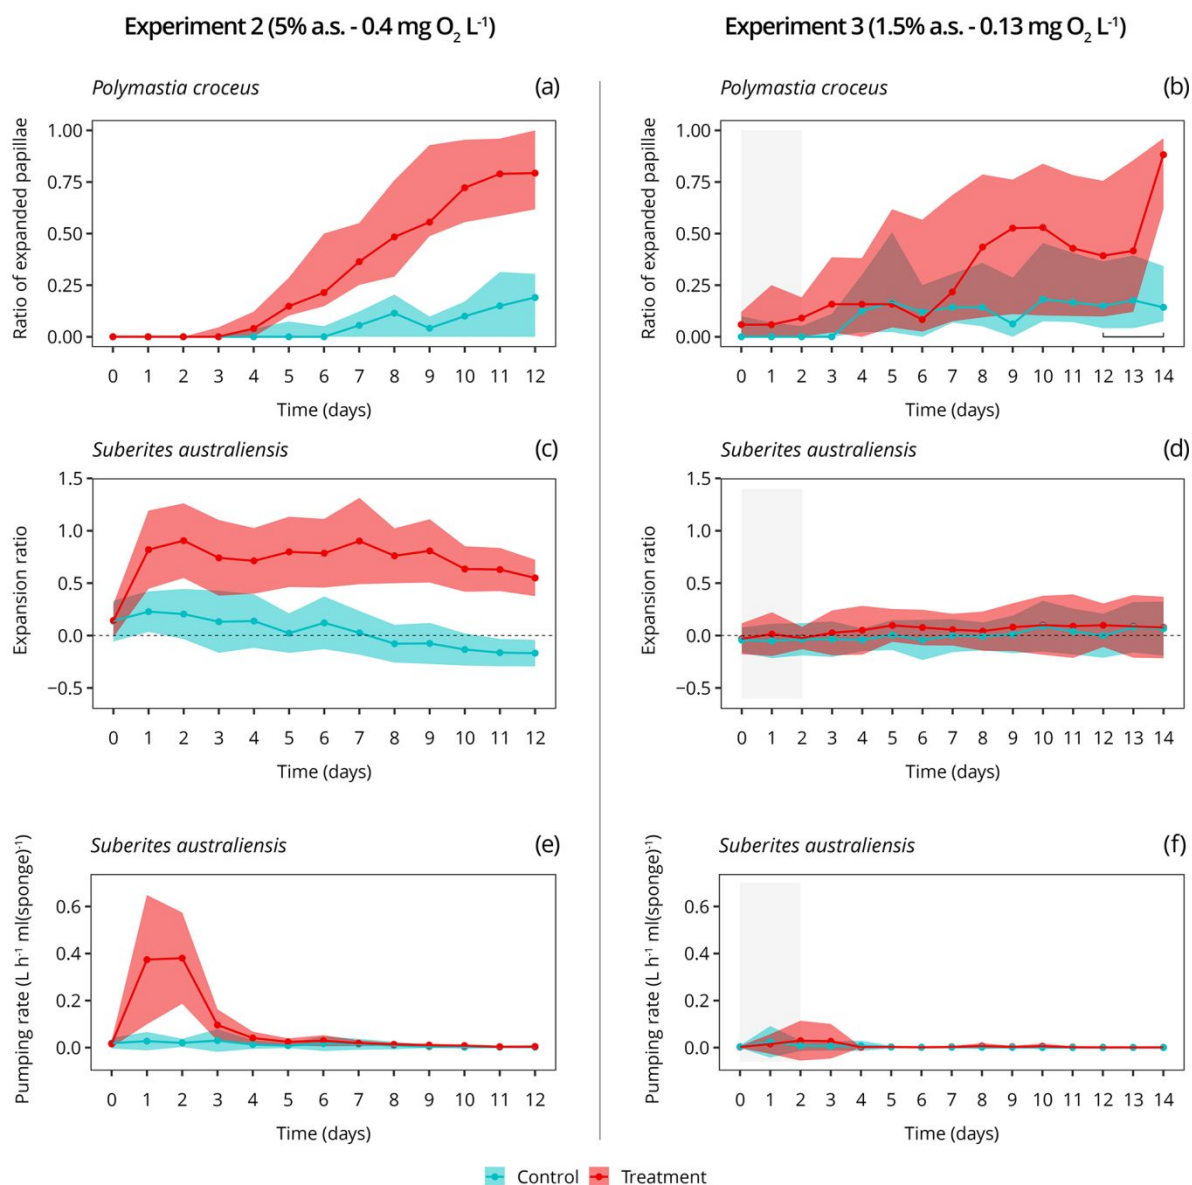 Experiment 2 (5% a.s. - 0.4 mg O₂ L⁻¹)
Experiment 3 (1.5% a.s. - 0.13 mg O₂ L⁻¹)
Polymastia croceus
(a)
Ratio of expanded papillae
1.00
0.75
0.50
0.25
0.00
0 1 2 3 4 5 6 7 8 9 10 11 12
Time (days)
Polymastia croceus
(b)
Ratio of expanded papillae
1.00
0.75
0.50
0.25
0.00
0 1 2 3 4 5 6 7 8 9 10 11 12 13 14
Time (days)
Suberites australiensis
(c)
Expansion ratio
1.5
1.0
0.5
0.0
−0.5
0 1 2 3 4 5 6 7 8 9 10 11 12
Time (days)
Suberites australiensis
(d)
Expansion ratio
1.5
1.0
0.5
0.0
−0.5
0 1 2 3 4 5 6 7 8 9 10 11 12 13 14
Time (days)
Suberites australiensis
(e)
Pumping rate (L h⁻¹ ml(sponge)⁻¹)
0.6
0.4
0.2
0.0
0 1 2 3 4 5 6 7 8 9 10 11 12
Time (days)
Suberites australiensis
(f)
Pumping rate (L h⁻¹ ml(sponge)⁻¹)
0.6
0.4
0.2
0.0
0 1 2 3 4 5 6 7 8 9 10 11 12 13 14
Time (days)
Control Treatment